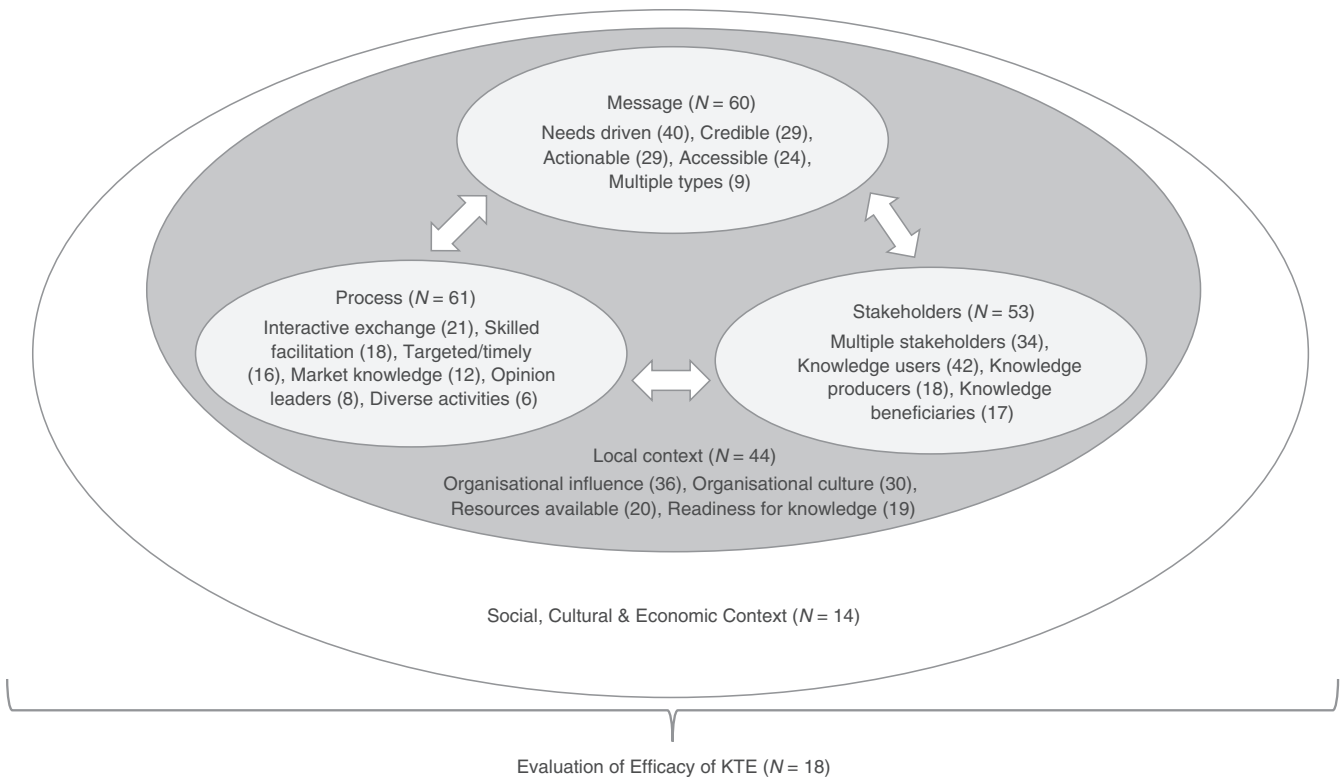 Message (N = 60)
Needs driven (40), Credible (29),
Actionable (29), Accessible (24),
Multiple types (9)
Process (N = 61)
Interactive exchange (21), Skilled
facilitation (18), Targeted/timely
(16), Market knowledge (12), Opinion
leaders (8), Diverse activities (6)
Stakeholders (N = 53)
Multiple stakeholders (34),
Knowledge users (42), Knowledge
producers (18), Knowledge
beneficiaries (17)
Local context (N = 44)
Organisational influence (36), Organisational culture (30),
Resources available (20), Readiness for knowledge (19)
Social, Cultural & Economic Context (N = 14)
Evaluation of Efficacy of KTE (N = 18)